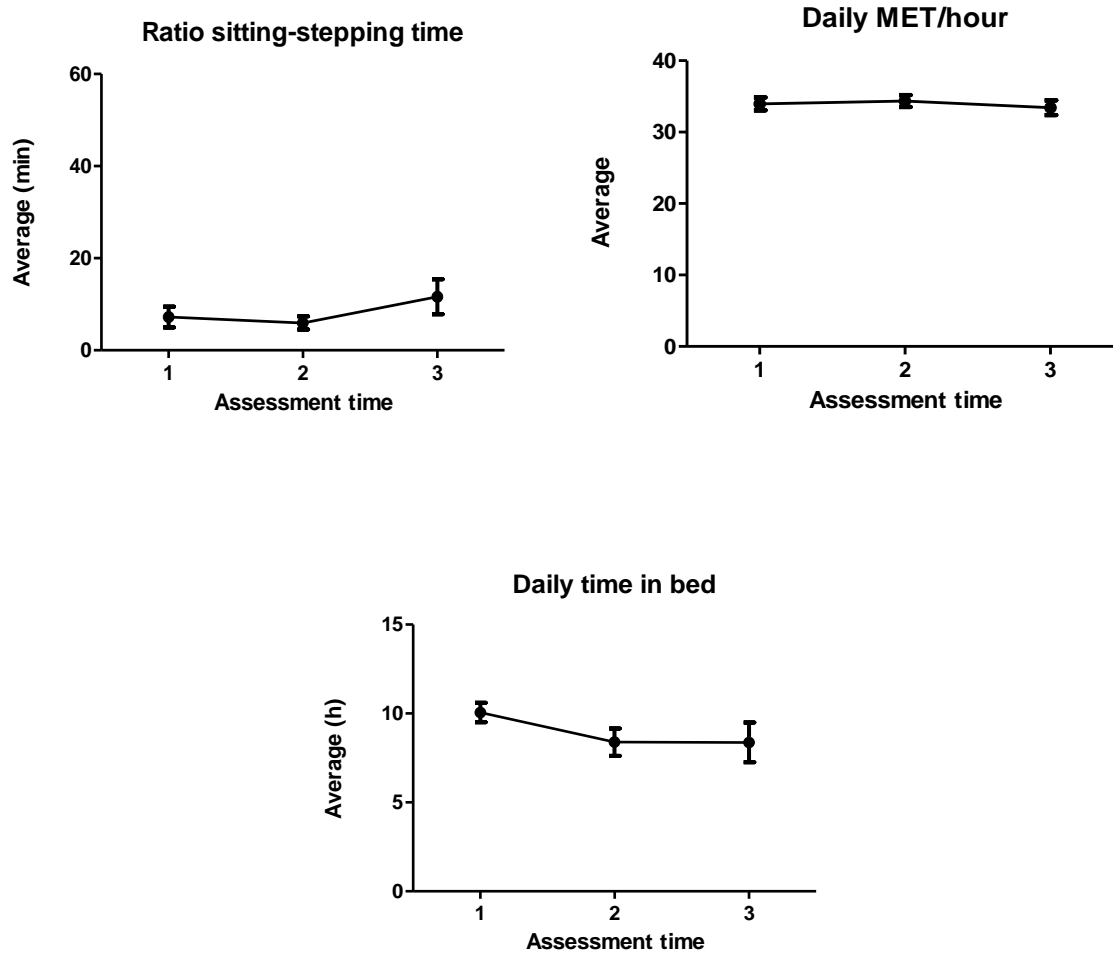 Ratio sitting-stepping time
60
40
20
0
Average (min)
1 2 3
Assessment time
Daily MET/hour
40
30
20
10
0
Average
1 2 3
Assessment time
Daily time in bed
15
10
5
0
Average (h)
1 2 3
Assessment time